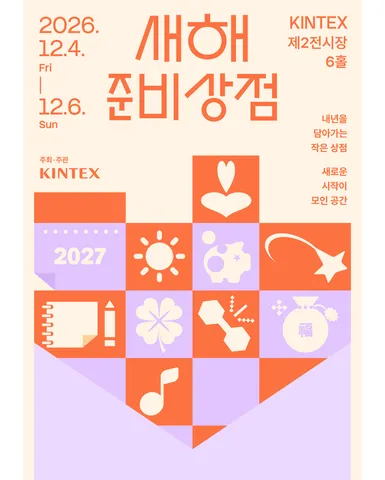 2026.
12.4.
Fri
|
12.6.
Sun
새해
준비상점
KINTEX
제2전시장
6홀
내년을
담아가는
작은 상점
새로운
시작이
모인 공간
주최·주관
KINTEX
2027
福